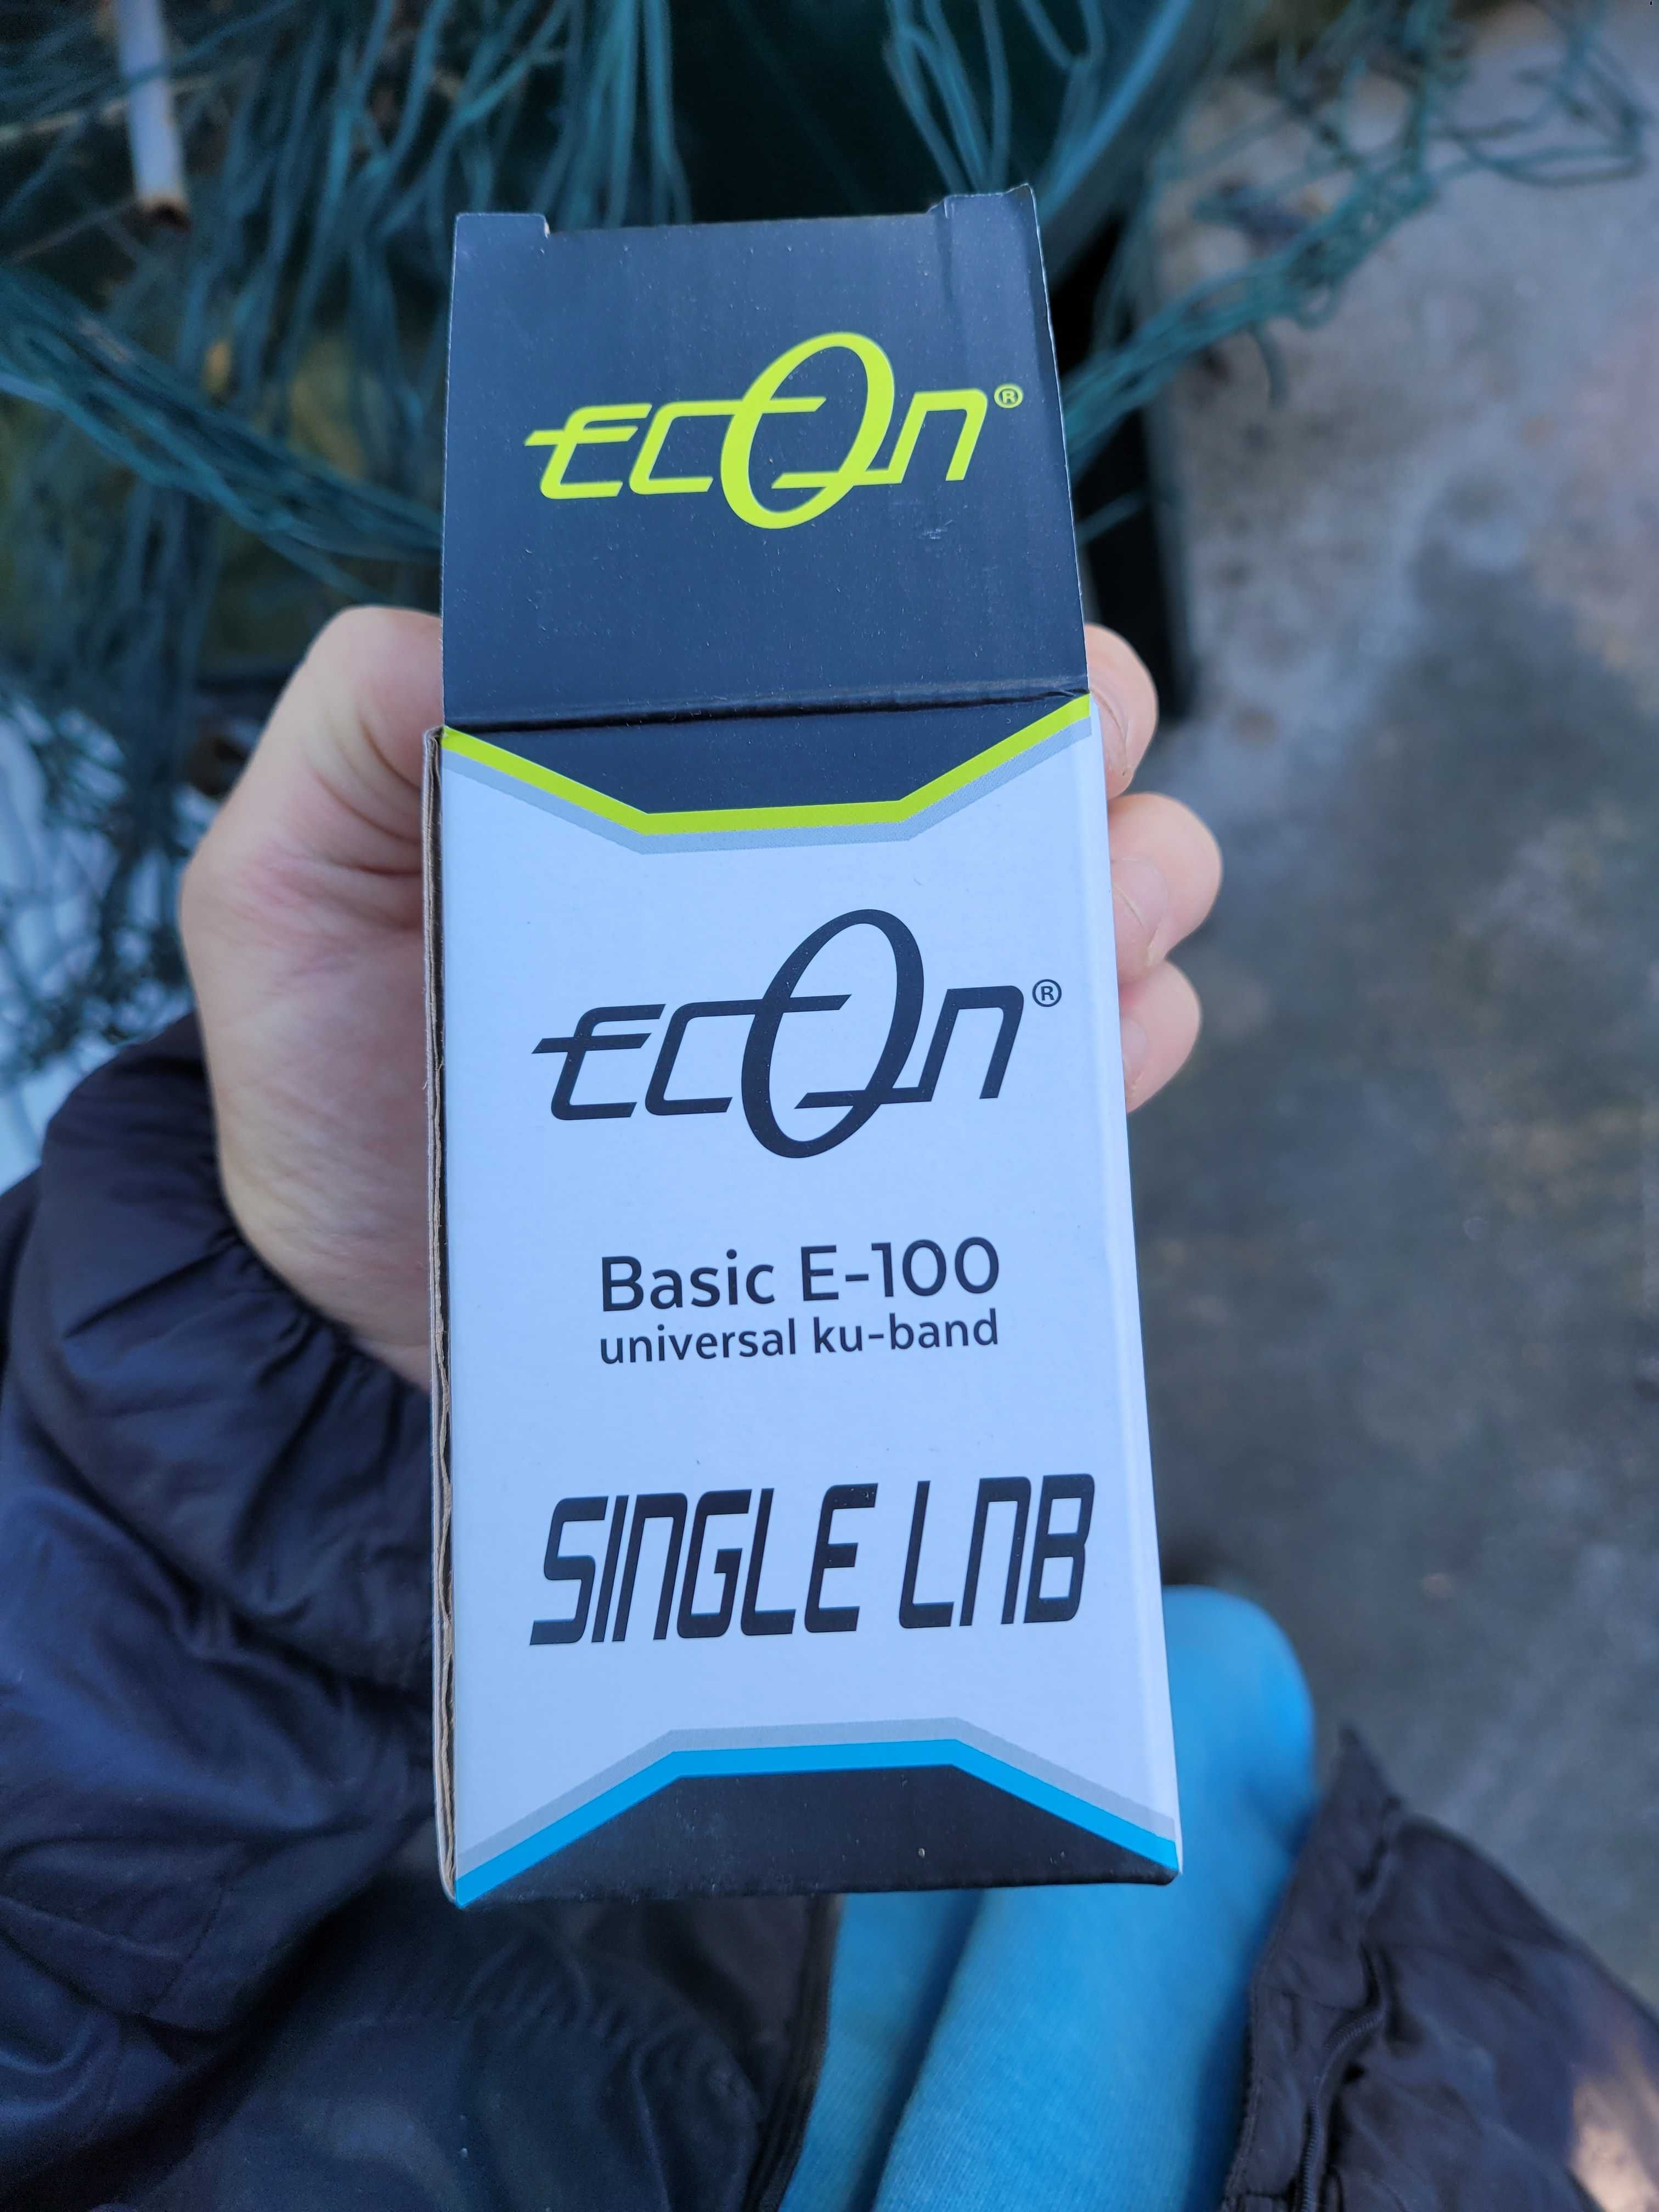 ecOn®
ecOn®
Basic E-100
universal ku-band
SINGLE LNB